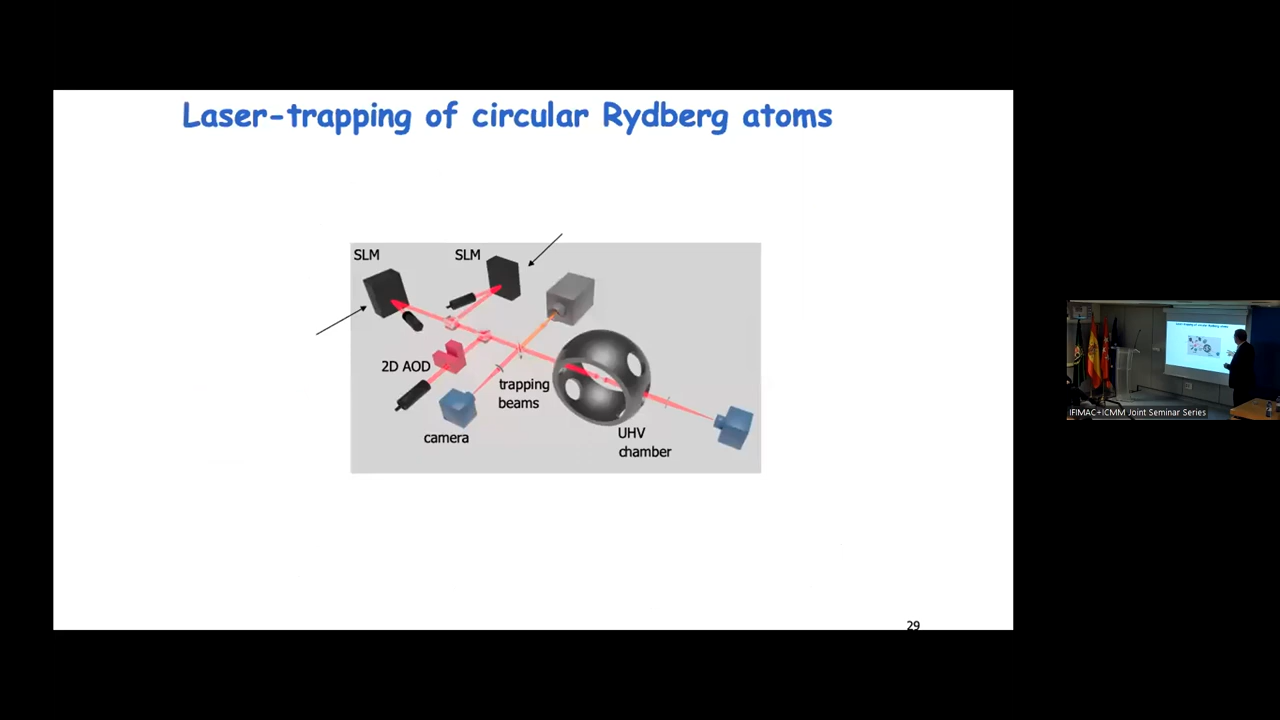 Laser-trapping of circular Rydberg atoms
SLM
SLM
2D AOD
trapping
beams
camera
UHV
chamber
29
IFIMAC+ICMM Joint Seminar Series